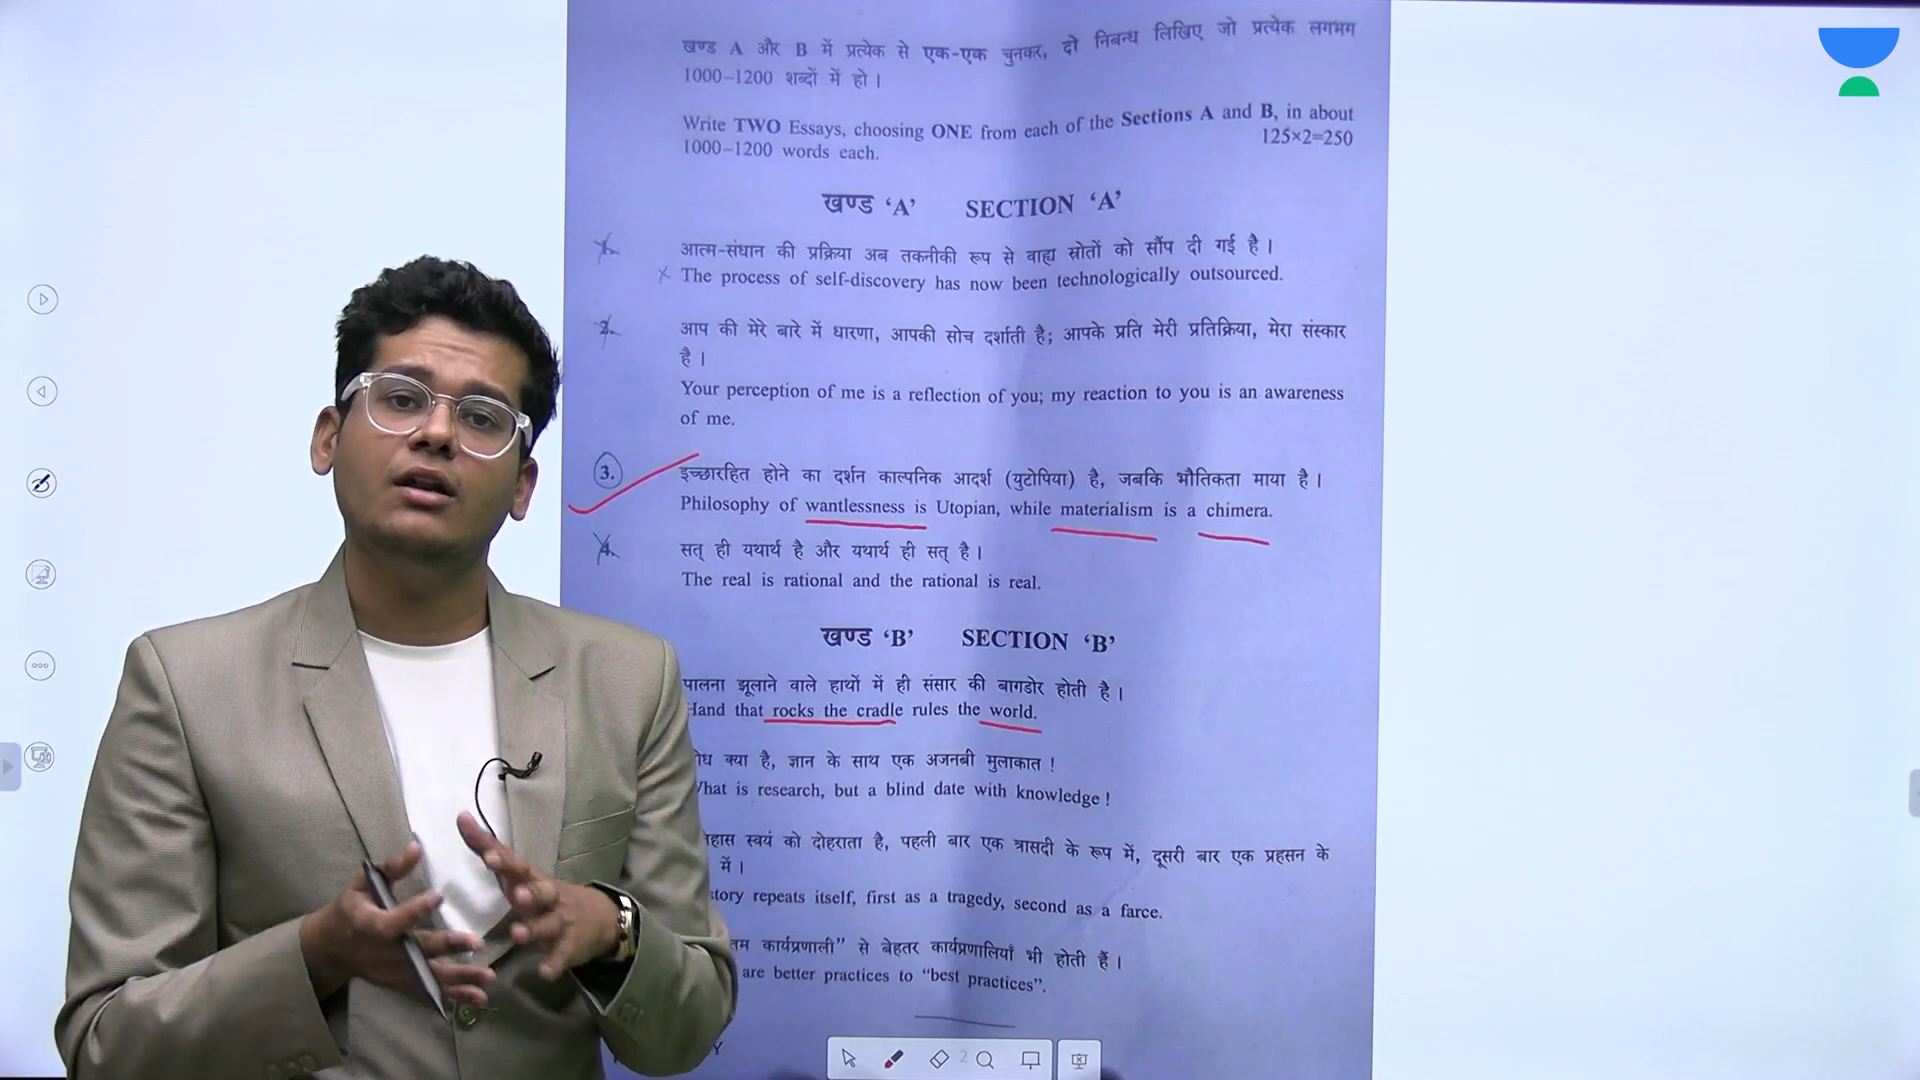 खण्ड A और B में प्रत्येक से एक-एक चुनकर, दो निबन्ध लिखिए जो प्रत्येक लगभग
1000–1200 शब्दों में हो ।
Write TWO Essays, choosing ONE from each of the Sections A and B, in about
1000–1200 words each.
125×2=250
खण्ड ‘A’ SECTION ‘A’
1. आत्म-संधान की प्रक्रिया अब तकनीकी रूप से वाह्य स्रोतों को सौंप दी गई है ।
The process of self-discovery has now been technologically outsourced.
2. आप की मेरे बारे में धारणा, आपकी सोच दर्शाती है; आपके प्रति मेरी प्रतिक्रिया, मेरा संस्कार
है ।
Your perception of me is a reflection of you; my reaction to you is an awareness
of me.
3. इच्छारहित होने का दर्शन काल्पनिक आदर्श (युटोपिया) है, जबकि भौतिकता माया है ।
Philosophy of wantlessness is Utopian, while materialism is a chimera.
4. सत् ही यथार्थ है और यथार्थ ही सत् है ।
The real is rational and the rational is real.
खण्ड ‘B’ SECTION ‘B’
पालना झूलाने वाले हाथों में ही संसार की बागडोर होती है ।
Hand that rocks the cradle rules the world.
क्या है, ज्ञान के साथ एक अजनबी मुलाकात !
What is research, but a blind date with knowledge !
स्वयं को दोहराता है, पहली बार एक त्रासदी के रूप में, दूसरी बार एक प्रहसन के
में ।
repeats itself, first as a tragedy, second as a farce.
कार्यप्रणाली” से बेहतर कार्यप्रणालियाँ भी होती हैं ।
are better practices to “best practices”.
2